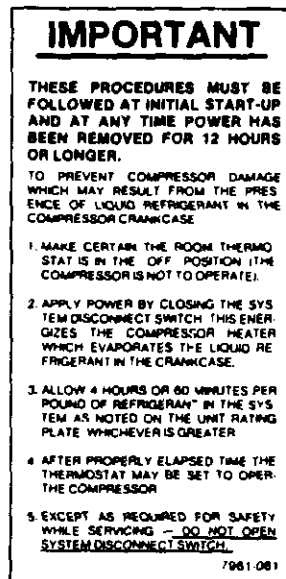 IMPORTANT
THESE PROCEDURES MUST BE
FOLLOWED AT INITIAL START-UP
AND AT ANY TIME POWER HAS
BEEN REMOVED FOR 12 HOURS
OR LONGER.
TO PREVENT COMPRESSOR DAMAGE
WHICH MAY RESULT FROM THE PRES
ENCE OF LIQUID REFRIGERANT IN THE
COMPRESSOR CRANKCASE
1. MAKE CERTAIN THE ROOM THERMO
STAT IS IN THE OFF POSITION (THE
COMPRESSOR IS NOT TO OPERATE).
2. APPLY POWER BY CLOSING THE SYS
TEM DISCONNECT SWITCH THIS ENER-
GIZES THE COMPRESSOR HEATER
WHICH EVAPORATES THE LIQUID RE
FRIGERANT IN THE CRANKCASE.
3. ALLOW 4 HOURS OR 60 MINUTES PER
POUND OF REFRIGERANT IN THE SYS
TEM AS NOTED ON THE UNIT RATING
PLATE WHICHEVER IS GREATER
4 AFTER PROPERLY ELAPSED TIME THE
THERMOSTAT MAY BE SET TO OPER-
THE COMPRESSOR
5. EXCEPT AS REQUIRED FOR SAFETY
WHILE SERVICING — DO NOT OPEN
SYSTEM DISCONNECT SWITCH.
7961-061